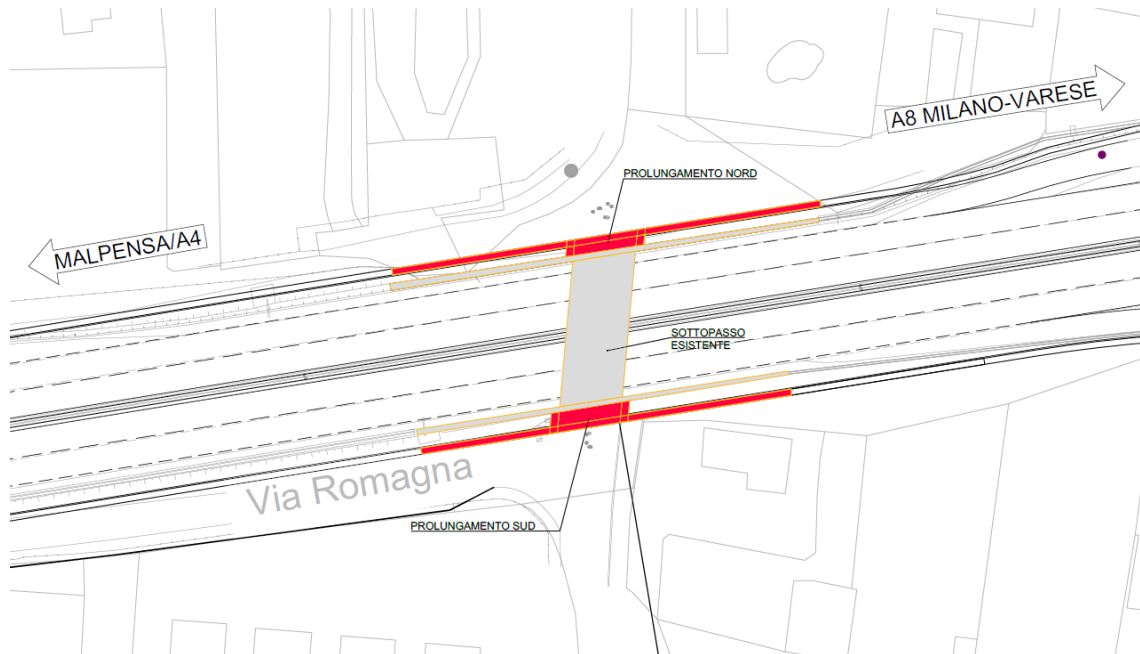 A8 MILANO-VARESE
PROLUNGAMENTO NORD
MALPENSA/A4
SOTTOPASSO
ESISTENTE
Via Romagna
PROLUNGAMENTO SUD